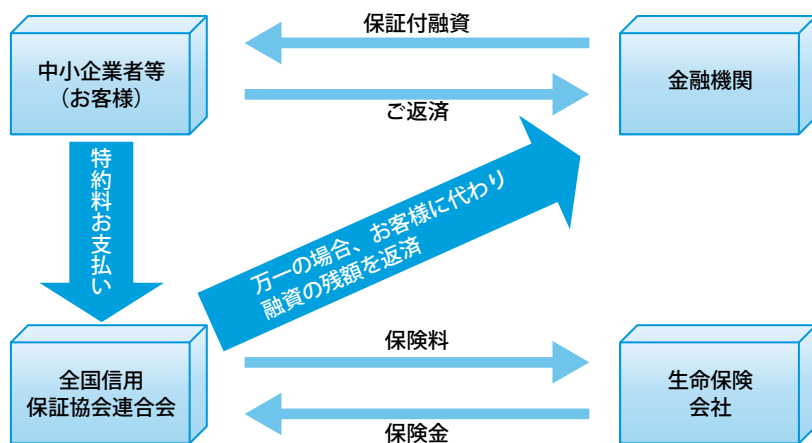 保証付融資
中小企業者等
（お客様）
金融機関
ご返済
特約料お支払い
万一の場合、お客様に代わり
融資の残額を返済
保険料
全国信用
保証協会連合会
生命保険
会社
保険金